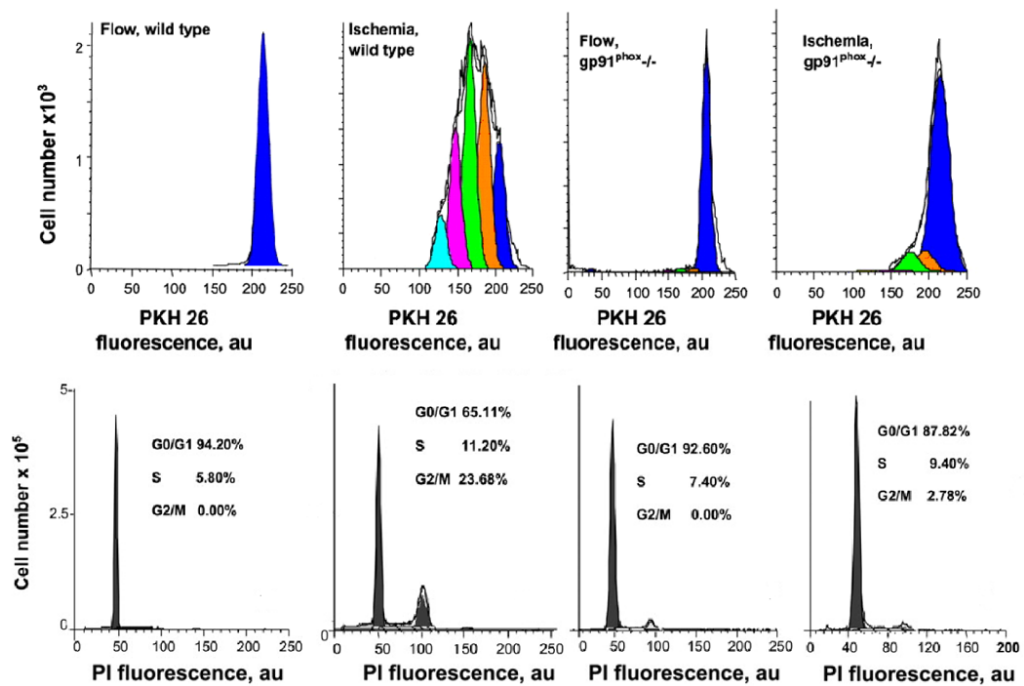 Flow, wild type
Ischemia,
wild type
Flow,
gp91phox-/-
Ischemia,
gp91phox-/-
Cell number x10³
2
1
0
0 50 100 150 200 250
0 50 100 150 200 250
0 50 100 150 200 250
0 50 100 150 200 250
PKH 26
fluorescence, au
PKH 26
fluorescence, au
PKH 26
fluorescence, au
PKH 26
fluorescence, au
Cell number x 10⁵
5
2.5
0
G0/G1 94.20%
S 5.80%
G2/M 0.00%
G0/G1 65.11%
S 11.20%
G2/M 23.68%
G0/G1 92.60%
S 7.40%
G2/M 0.00%
G0/G1 87.82%
S 9.40%
G2/M 2.78%
0 50 100 150 200 250
0
0 50 100 150 200 250
0 50 100 150 200 250
0 40 80 120 160 200
PI fluorescence, au
PI fluorescence, au
PI fluorescence, au
PI fluorescence, au